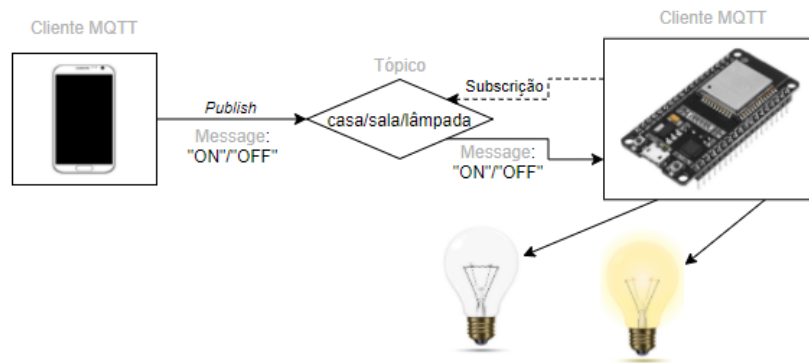 Cliente MQTT
Cliente MQTT
Tópico
Subscrição
Publish
casa/sala/lâmpada
Message:
"ON"/"OFF"
Message:
"ON"/"OFF"